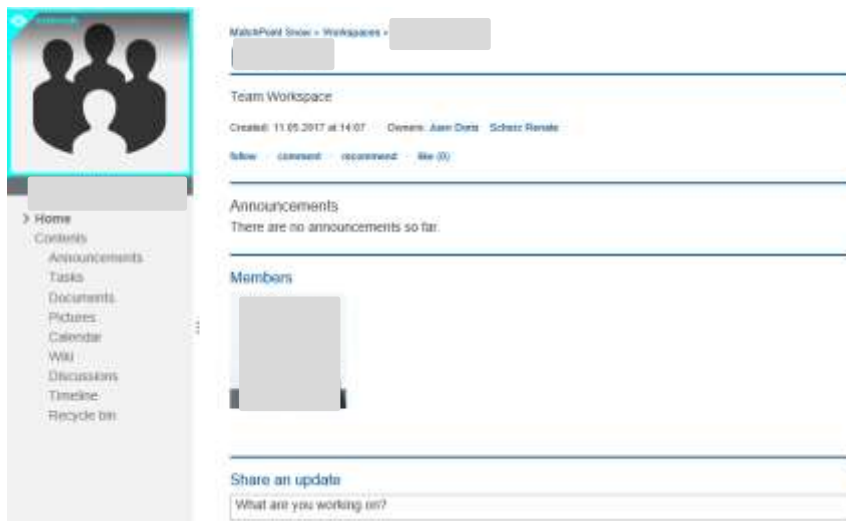 MatchPoint Snow » Workspaces »
Team Workspace
Created: 11.05.2017 at 14:07 Owners: Doris Renate
follow comment recommend like (0)
Announcements
There are no announcements so far.
Members
Share an update
What are you working on?
Home
Contents
Announcements
Tasks
Documents
Pictures
Calendar
Wiki
Discussions
Timeline
Recycle bin